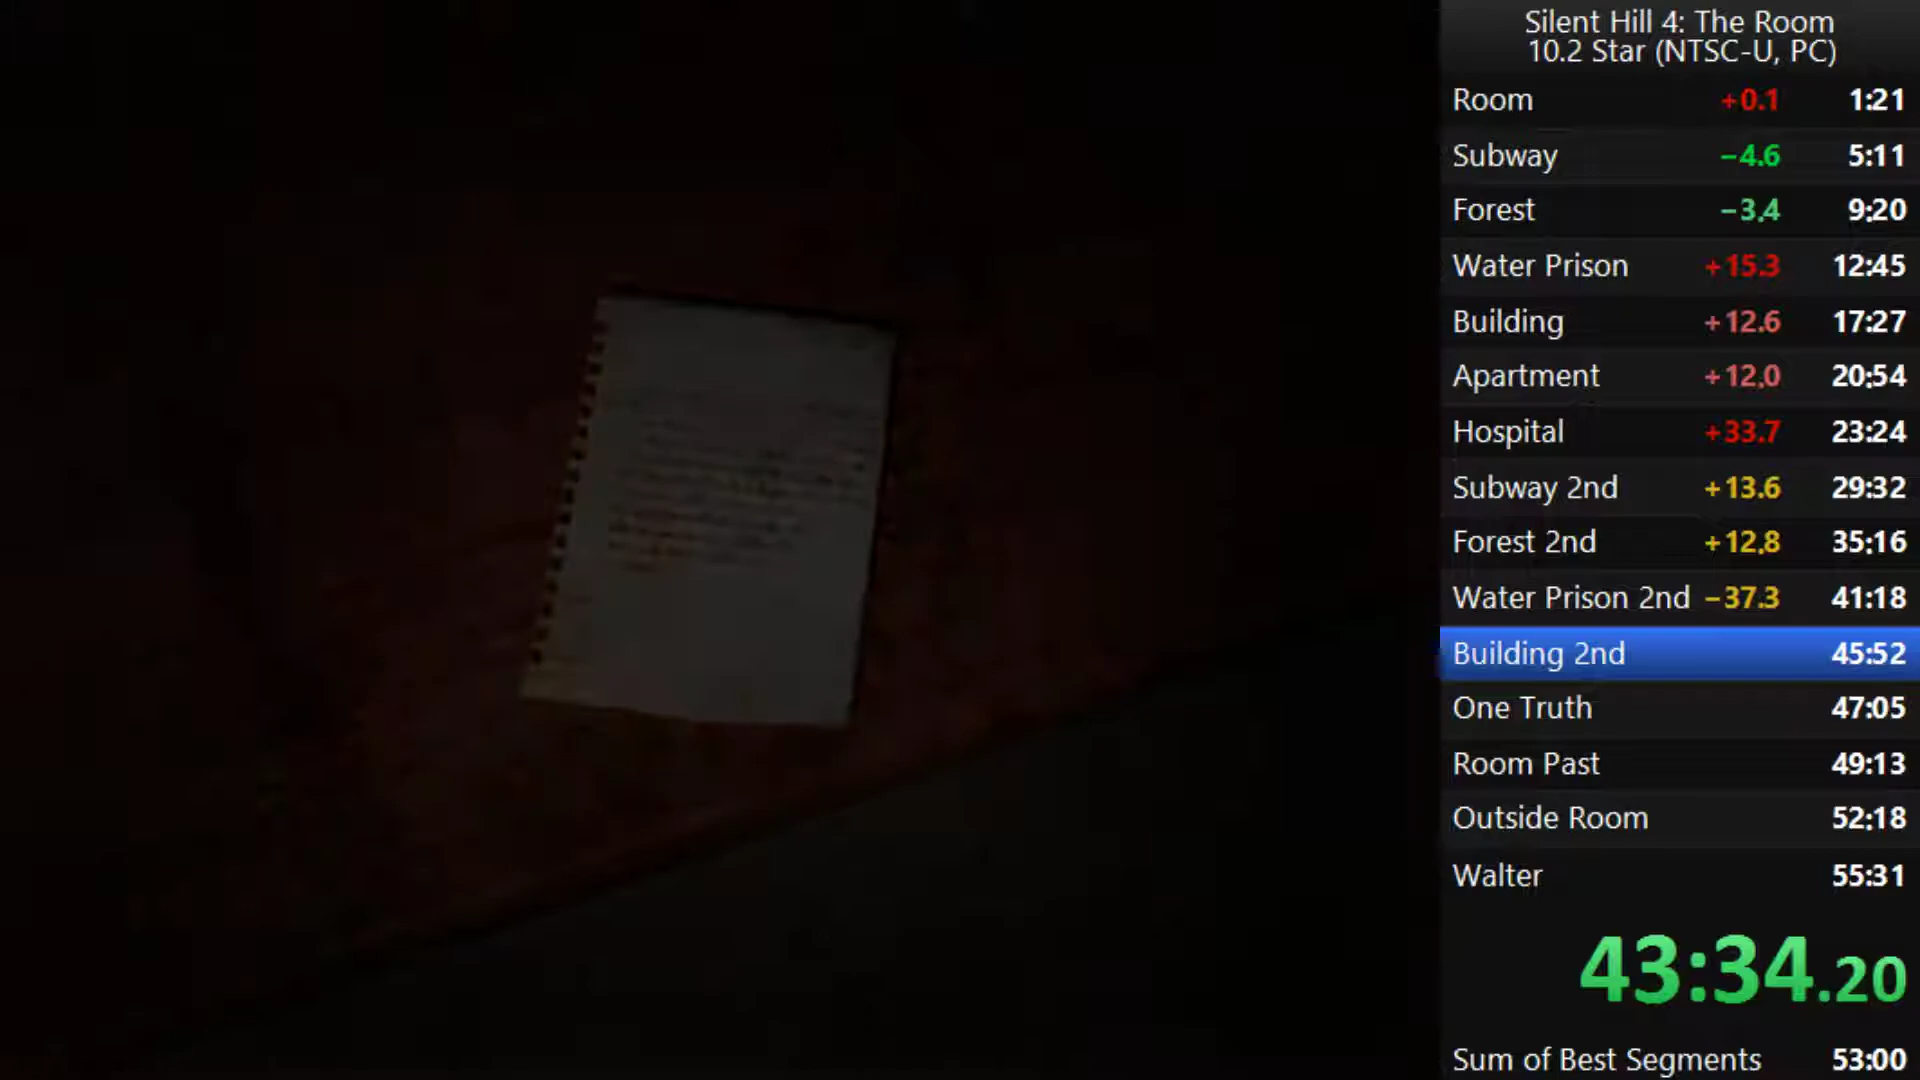 Silent Hill 4: The Room
10.2 Star (NTSC-U, PC)
Room +0.1 1:21
Subway −4.6 5:11
Forest −3.4 9:20
Water Prison +15.3 12:45
Building +12.6 17:27
Apartment +12.0 20:54
Hospital +33.7 23:24
Subway 2nd +13.6 29:32
Forest 2nd +12.8 35:16
Water Prison 2nd −37.3 41:18
Building 2nd 45:52
One Truth 47:05
Room Past 49:13
Outside Room 52:18
Walter 55:31
43:34.20
Sum of Best Segments 53:00